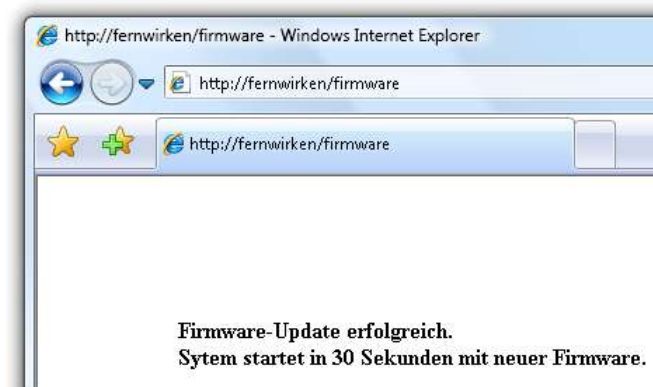 http://fernwirken/firmware - Windows Internet Explorer
http://fernwirken/firmware
http://fernwirken/firmware
Firmware-Update erfolgreich.
Sytem startet in 30 Sekunden mit neuer Firmware.